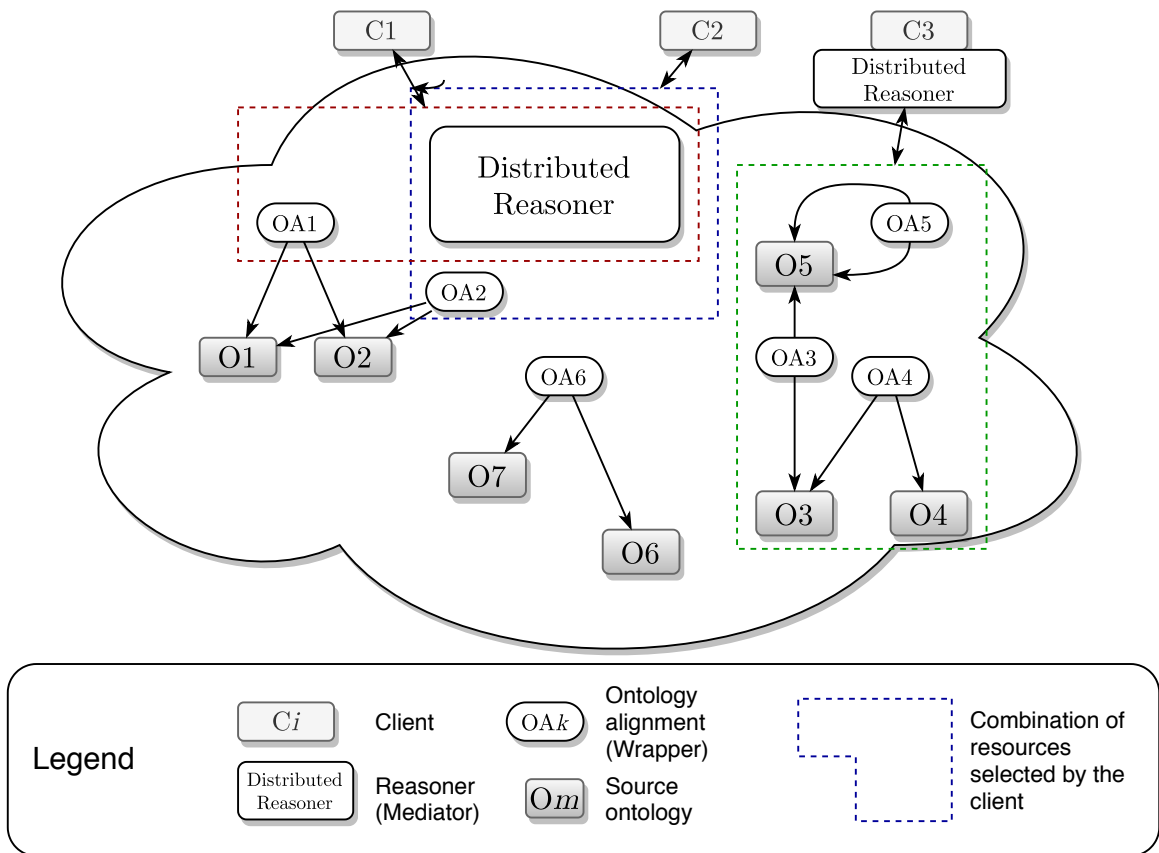 C1
C2
C3
Distributed
Reasoner
Distributed
Reasoner
OA1
OA5
O5
OA2
O1
O2
OA3
OA6
OA4
O7
O3
O4
O6
Legend
Ci
Client
OAk
Ontology
alignment
(Wrapper)
Combination of
resources
selected by the
client
Distributed
Reasoner
Reasoner
(Mediator)
Om
Source
ontology